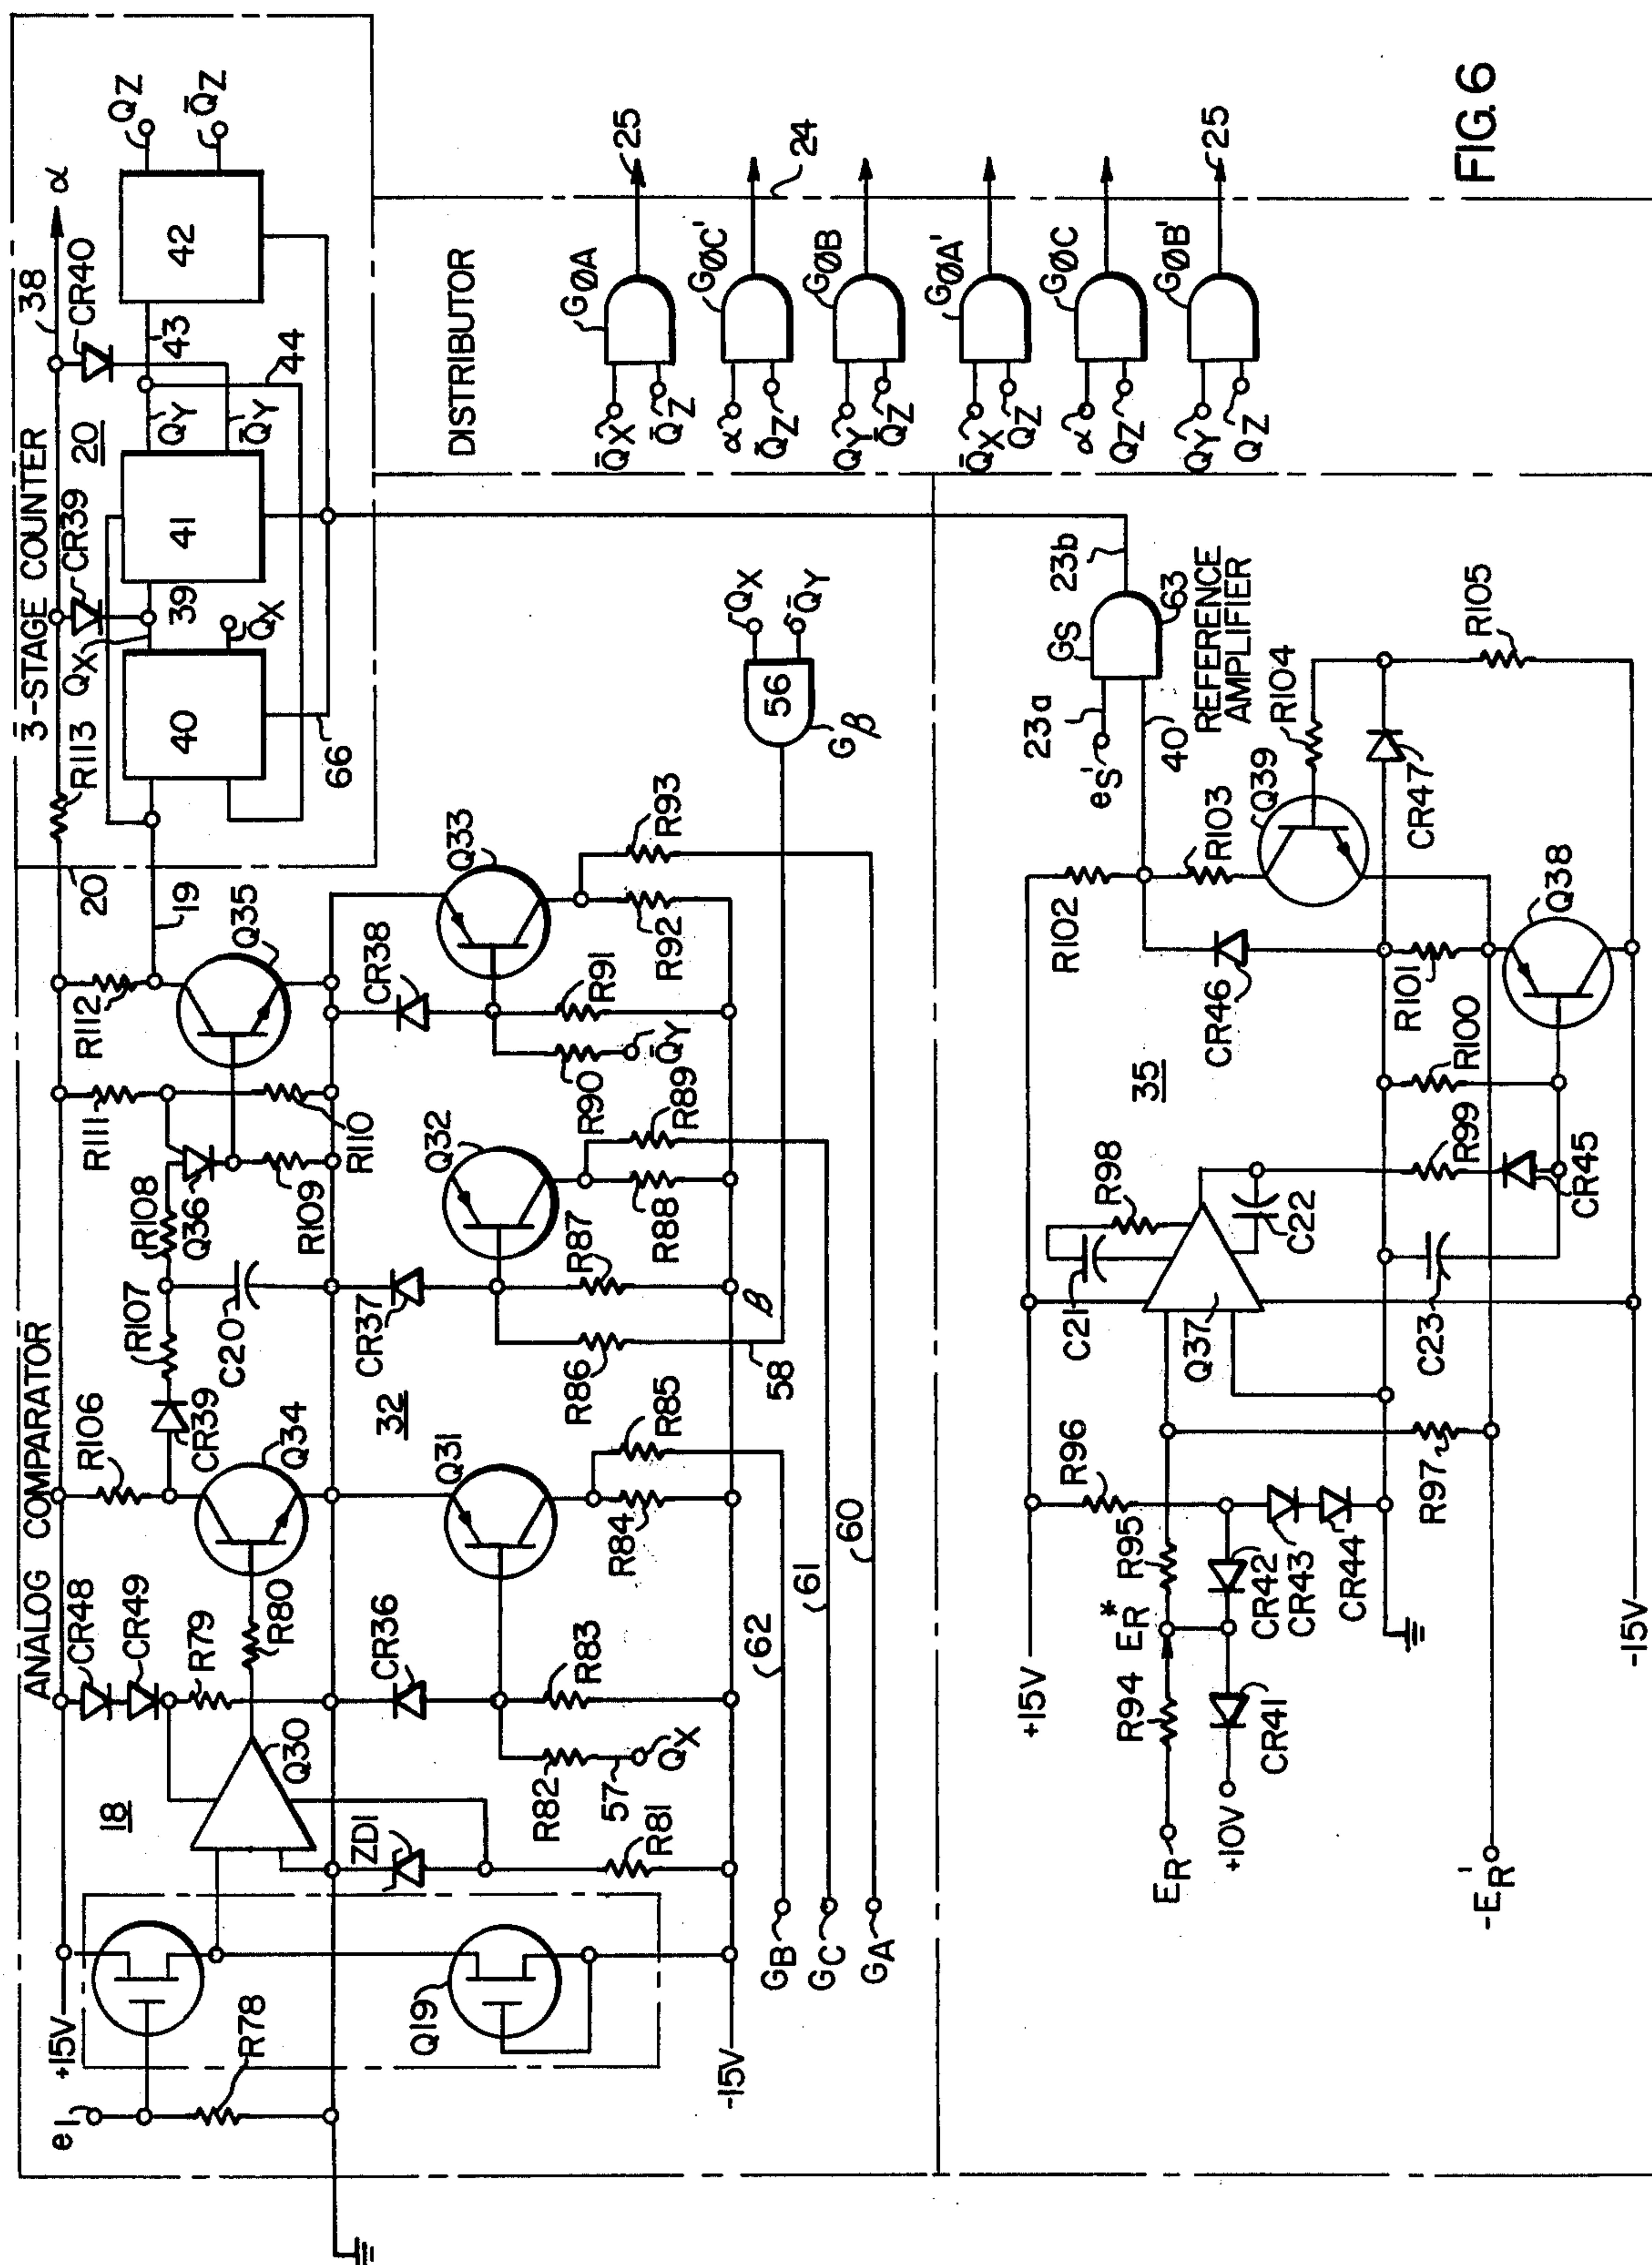 FIG. 6
3-STAGE COUNTER
20
38
α
R113
CR39
CR40
QX
39
40
41
42
QY
Q̄Y
43
44
QZ
Q̄Z
Q̄X
66
20
19
ANALOG COMPARATOR
+15V
e1
R78
Q19
-15V
18
Q30
ZD1
R81
CR48
CR49
R79
R80
R106
Q34
CR39
R107
C20
R108
Q36
R109
R110
R111
R112
Q35
32
CR36
R82
57
QX
R83
Q31
R84
R85
CR37
R86
58
R87
β
Q32
R88
R89
CR38
R90
Q̄Y
R91
Q33
R92
R93
62
61
60
GB
GC
GA
56
Gβ
QX
Q̄Y
DISTRIBUTOR
GØA
Q̄X
Q̄Z
25
GØC'
α
Q̄Z
24
GØB
QY
Q̄Z
GØA'
Q̄X
QZ
GØC
α
QZ
GØB'
QY
QZ
25
REFERENCE
AMPLIFIER
23a
eS'
40
GS
63
23b
35
+15V
ER
R94
ER*
R95
+10V
CR41
CR42
CR43
CR44
R96
R97
Q37
C21
R98
C22
C23
R99
CR45
R100
R101
CR46
R102
R103
Q39
R104
CR47
R105
Q38
-ER'
-15V